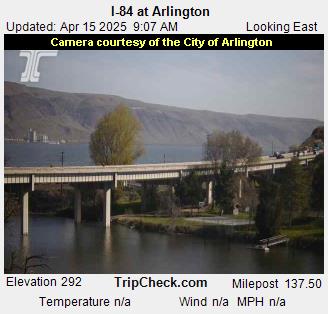 I-84 at Arlington
Updated: Apr 15 2025 9:07 AM Looking East
Camera courtesy of the City of Arlington
Elevation 292 TripCheck.com Milepost 137.50
Temperature n/a Wind n/a MPH n/a